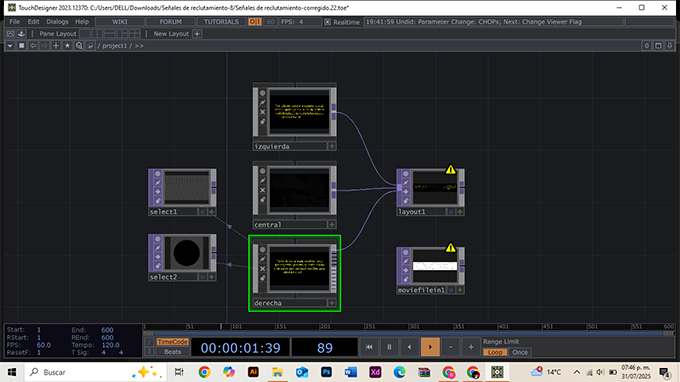 TouchDesigner 2023.12370: C:/Users/DELL/Downloads/Señales de reclutamiento-8/Señales de reclutamiento-corregido.22.toe*
File Edit Dialogs Help WIKI FORUM TUTORIALS OII 60 FPS: 4 Realtime 19:41:59 Undid: Parameter Change: CHOPs; Next: Change Viewer Flag
Pane Layout New Layout +
/ project1 / >>
izquierda
select1
central
layout1
select2
derecha
moviefilein1
Start: 1 End: 600
RStart: 1 REnd: 600
FPS: 60.0 Tempo: 120.0
ResetF: 1 T Sig: 4 4
1 51 101 151 201 251 301 351 401 451 501 551 600
TimeCode
Beats
00:00:01:39
89
Range Limit
Loop Once
Buscar
14°C
07:46 p. m.
31/07/2025